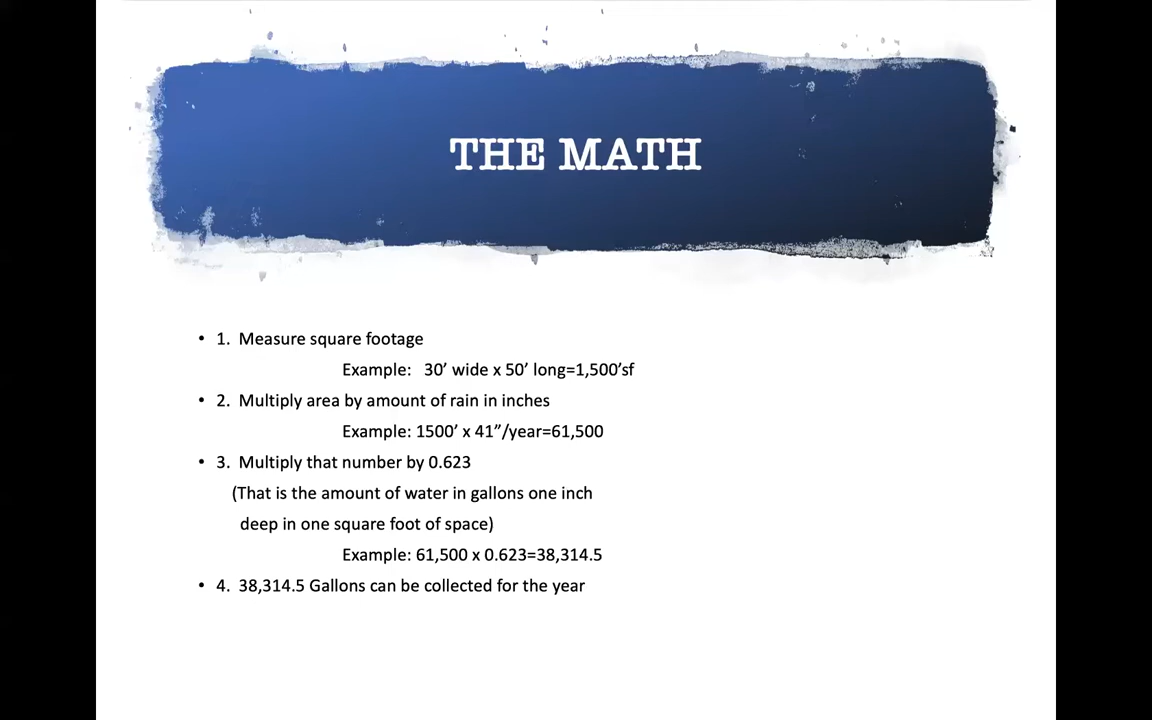 THE MATH
• 1. Measure square footage
Example: 30’ wide x 50’ long=1,500’sf
• 2. Multiply area by amount of rain in inches
Example: 1500’ x 41”/year=61,500
• 3. Multiply that number by 0.623
(That is the amount of water in gallons one inch
deep in one square foot of space)
Example: 61,500 x 0.623=38,314.5
• 4. 38,314.5 Gallons can be collected for the year